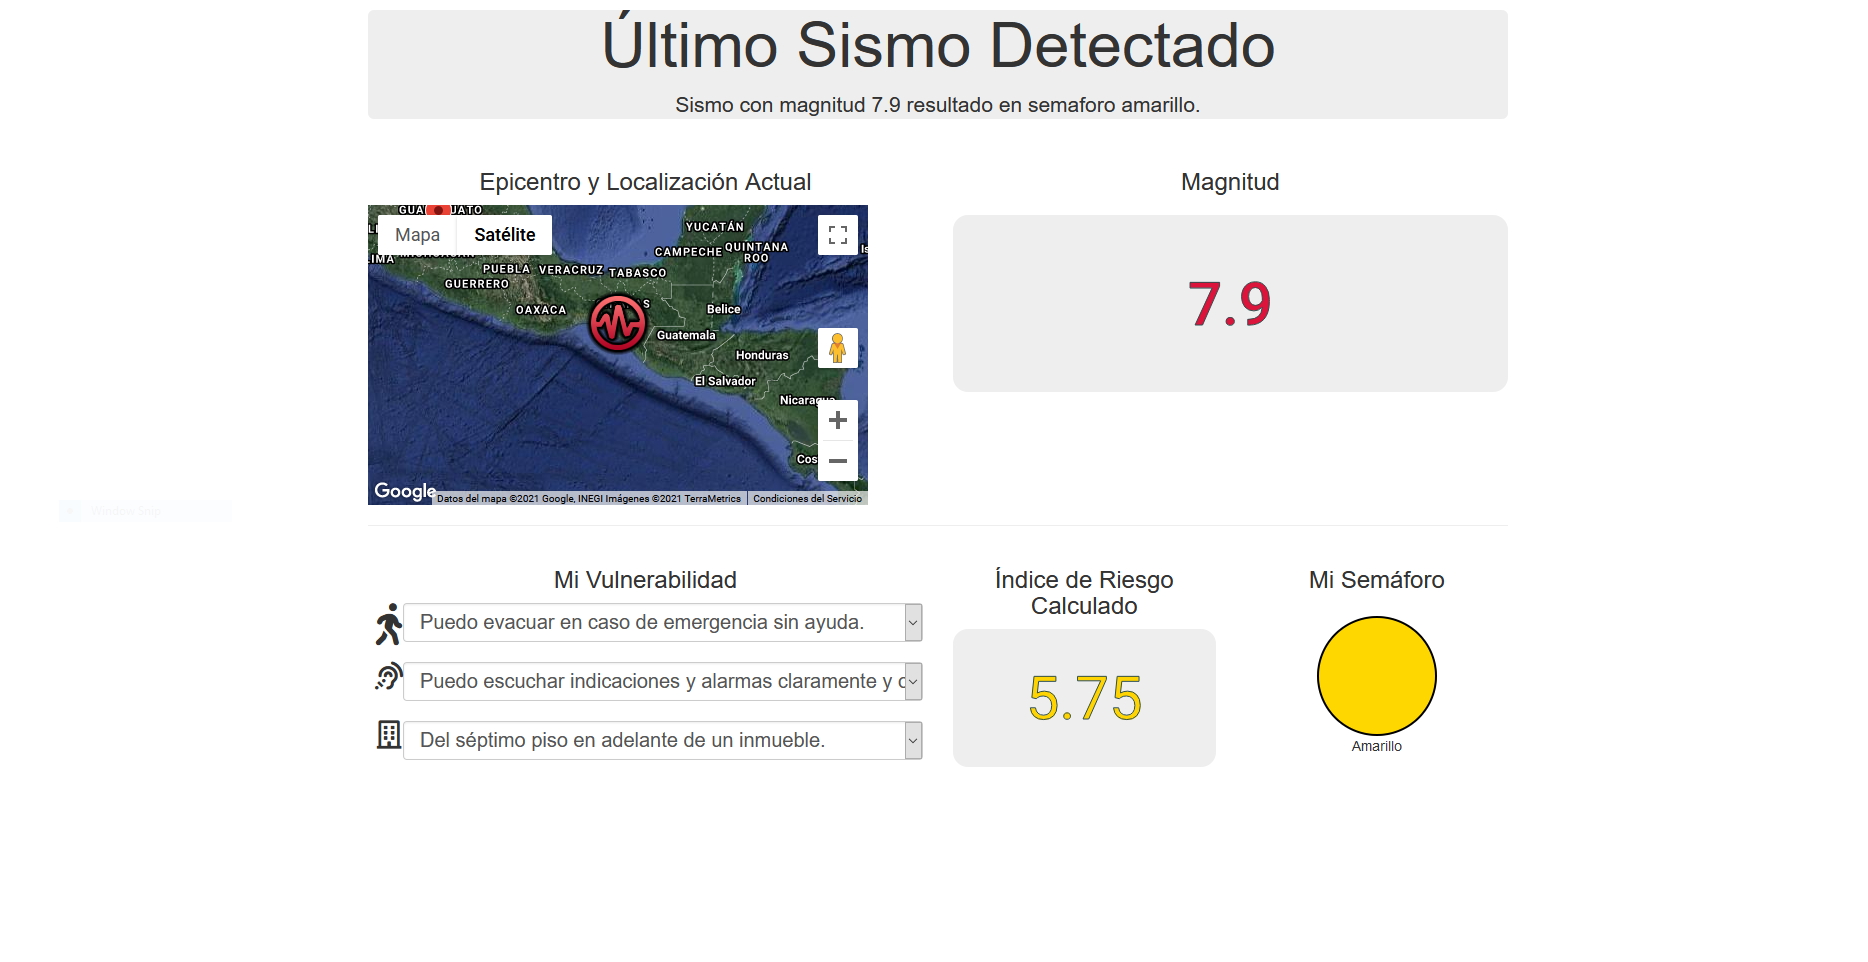 Último Sismo Detectado
Sismo con magnitud 7.9 resultado en semaforo amarillo.
Epicentro y Localización Actual
Magnitud
Mapa
Satélite
YUCATÁN
CAMPECHE
QUINTANA
ROO
PUEBLA
VERACRUZ
TABASCO
GUERRERO
OAXACA
Belice
Guatemala
Honduras
El Salvador
Nicaragua
Google
Datos del mapa ©2021 Google, INEGI Imágenes ©2021 TerraMetrics
Condiciones del Servicio
7.9
Window Snip
Mi Vulnerabilidad
Puedo evacuar en caso de emergencia sin ayuda.
Puedo escuchar indicaciones y alarmas claramente y
Del séptimo piso en adelante de un inmueble.
Índice de Riesgo
Calculado
5.75
Mi Semáforo
Amarillo